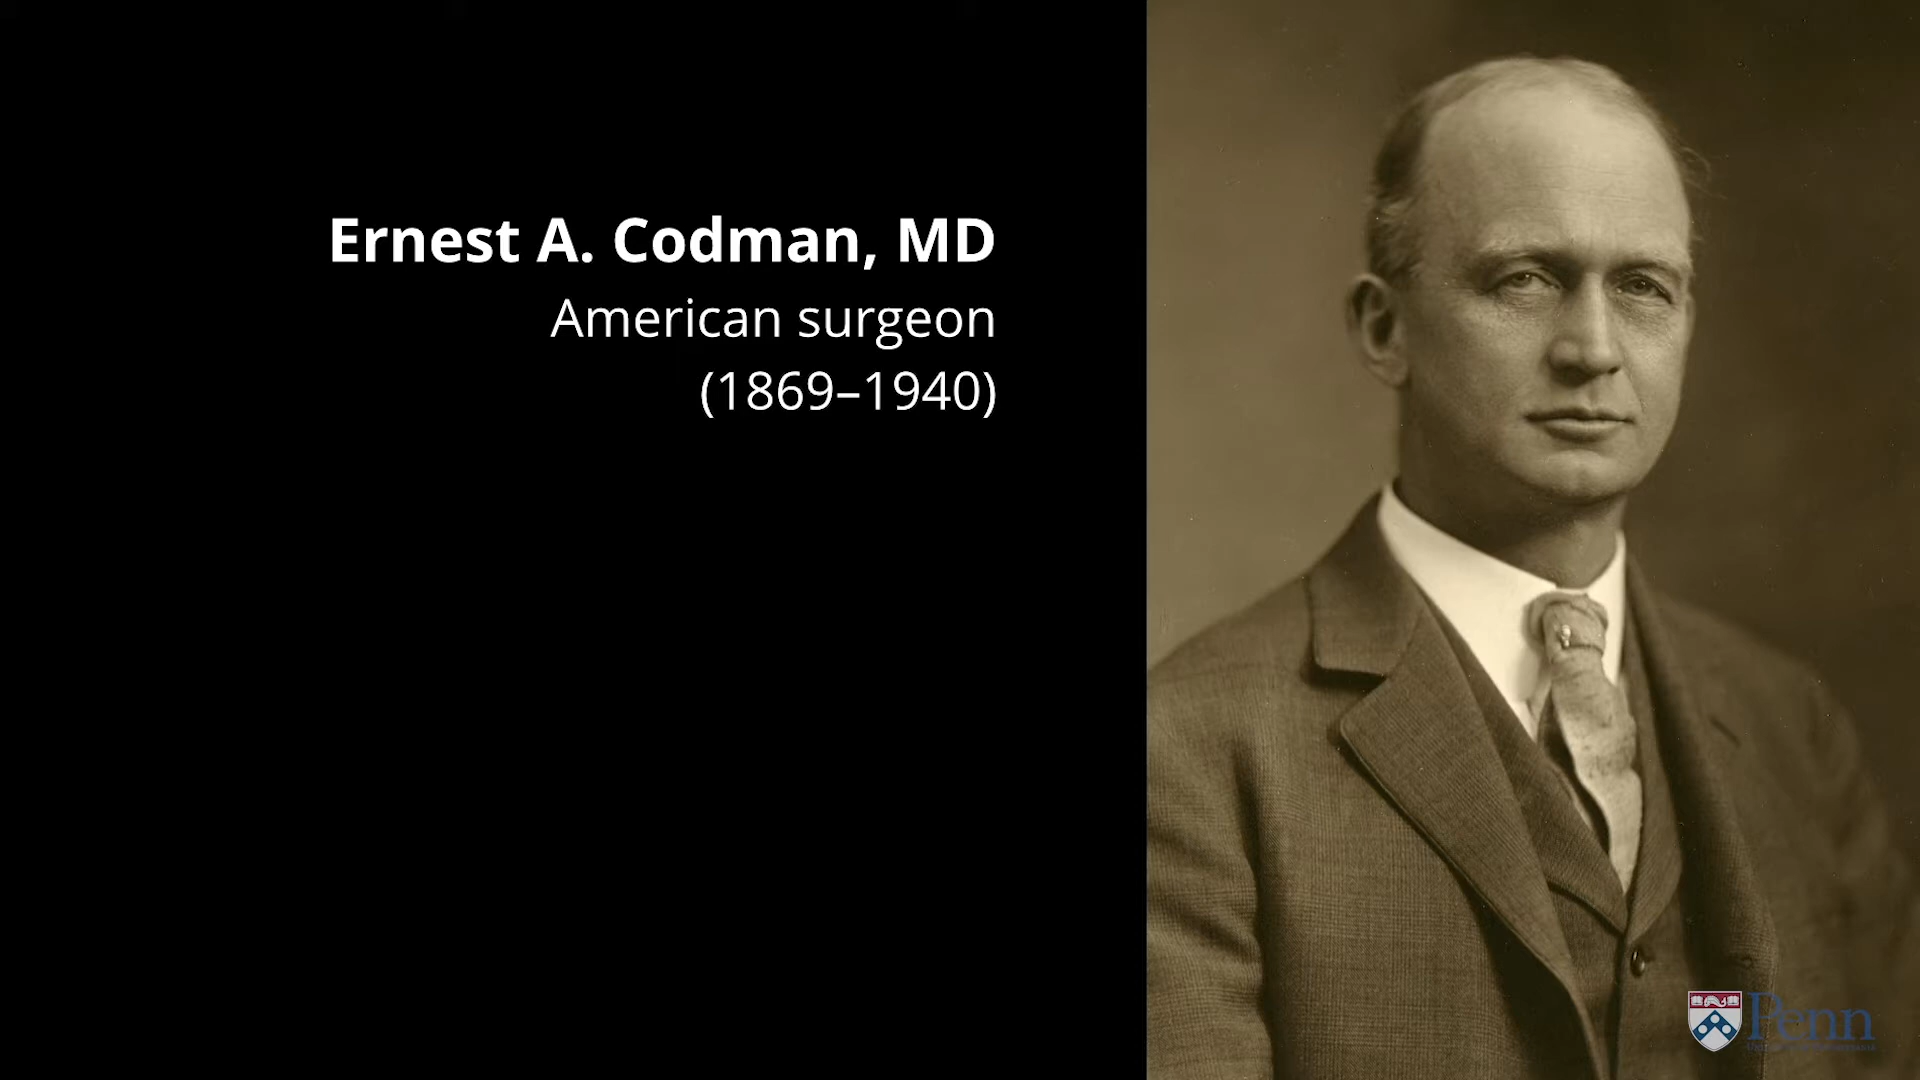 Ernest A. Codman, MD
American surgeon
(1869–1940)
Penn